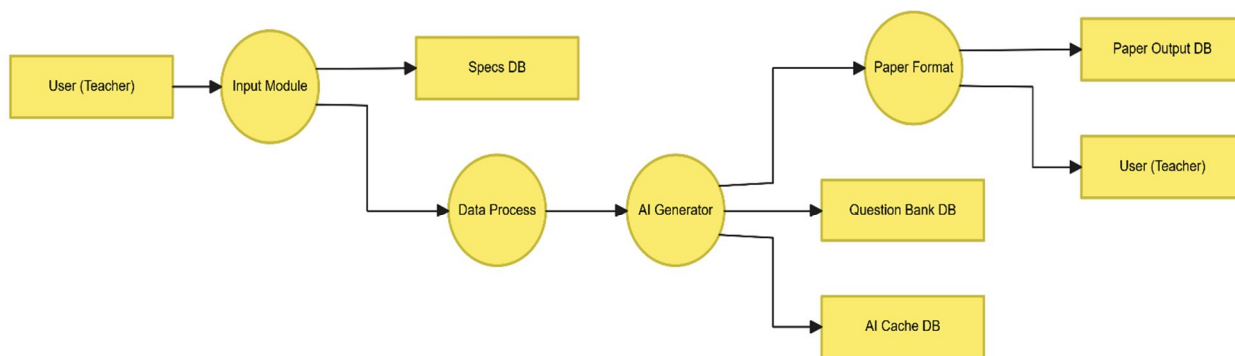 User (Teacher)
Input Module
Specs DB
Data Process
AI Generator
Paper Format
Paper Output DB
User (Teacher)
Question Bank DB
AI Cache DB